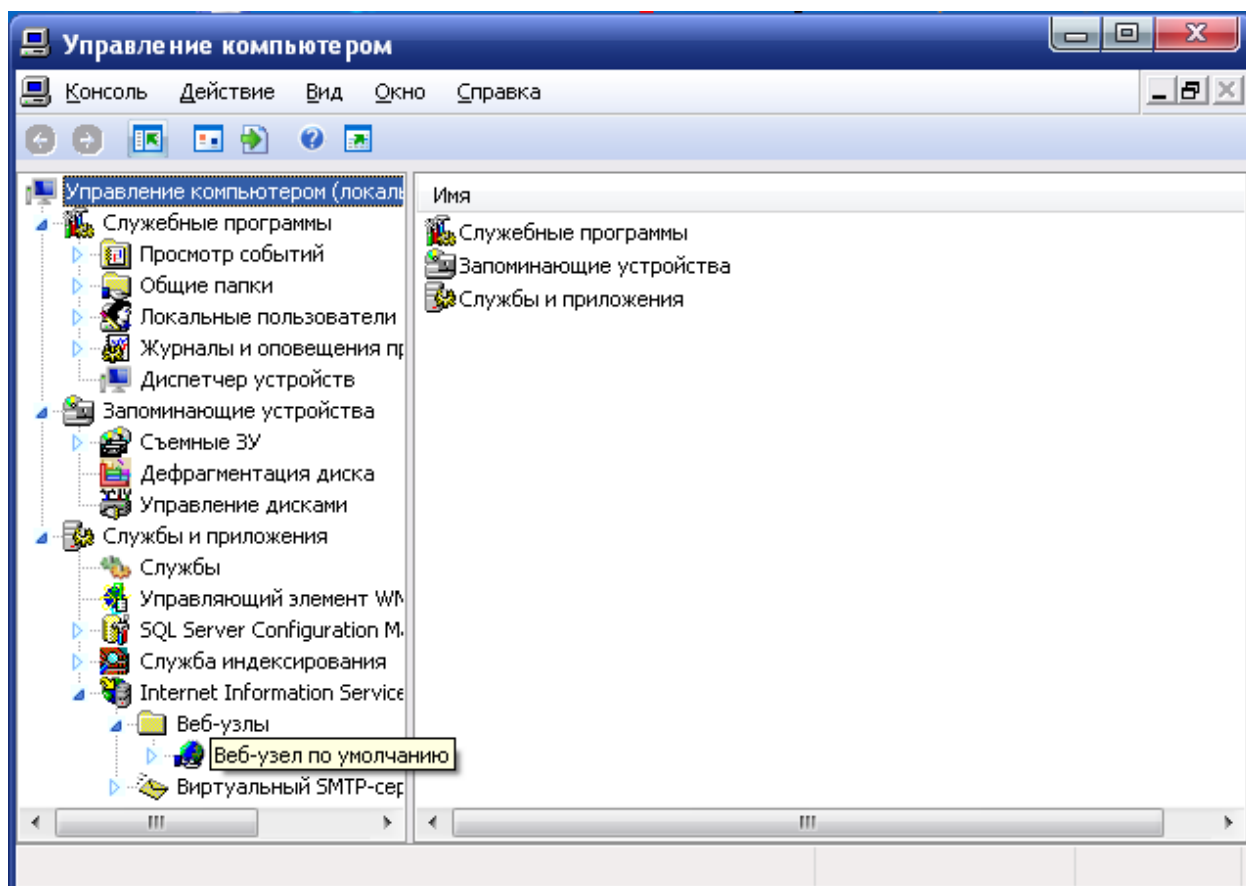 Управление компьютером
Консоль Действие Вид Окно Справка
Управление компьютером (локаль
Служебные программы
Просмотр событий
Общие папки
Локальные пользователи
Журналы и оповещения пр
Диспетчер устройств
Запоминающие устройства
Съемные ЗУ
Дефрагментация диска
Управление дисками
Службы и приложения
Службы
Управляющий элемент WM
SQL Server Configuration Ma
Служба индексирования
Internet Information Service
Веб-узлы
Веб-узел по умолчанию
Виртуальный SMTP-сер
Имя
Служебные программы
Запоминающие устройства
Службы и приложения